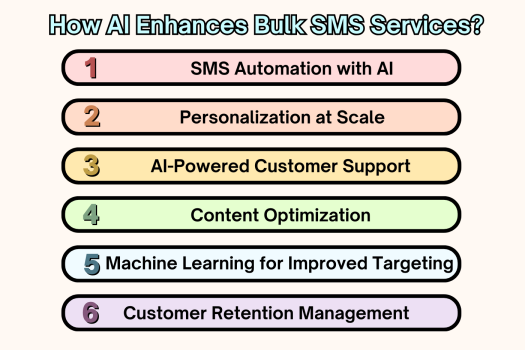 How AI Enhances Bulk SMS Services?
1 SMS Automation with AI
2 Personalization at Scale
3 AI-Powered Customer Support
4 Content Optimization
5 Machine Learning for Improved Targeting
6 Customer Retention Management